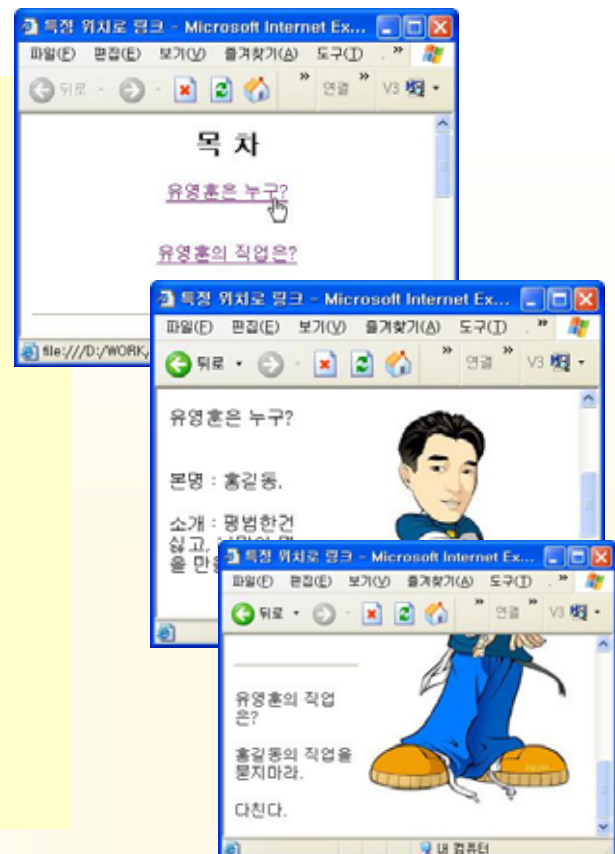 특정 위치로 링크 - Microsoft Internet Ex...
파일(F) 편집(E) 보기(V) 즐겨찾기(A) 도구(T) »
뒤로 » 연결 » V3
목 차
유영훈은 누구?
유영훈의 직업은?
file:///D:/WORK/
특정 위치로 링크 - Microsoft Internet Ex...
파일(F) 편집(E) 보기(V) 즐겨찾기(A) 도구(T) »
뒤로 » 연결 » V3
유영훈은 누구?
본명 : 홍길동,
소개 : 평범한건
싫고,
을
특정 위치로 링크 - Microsoft Internet Ex...
파일(F) 편집(E) 보기(V) 즐겨찾기(A) 도구(T) »
뒤로 » 연결 » V3
유영훈의 직업
은?
홍길동의 직업을
묻지마라.
다친다.
내 컴퓨터